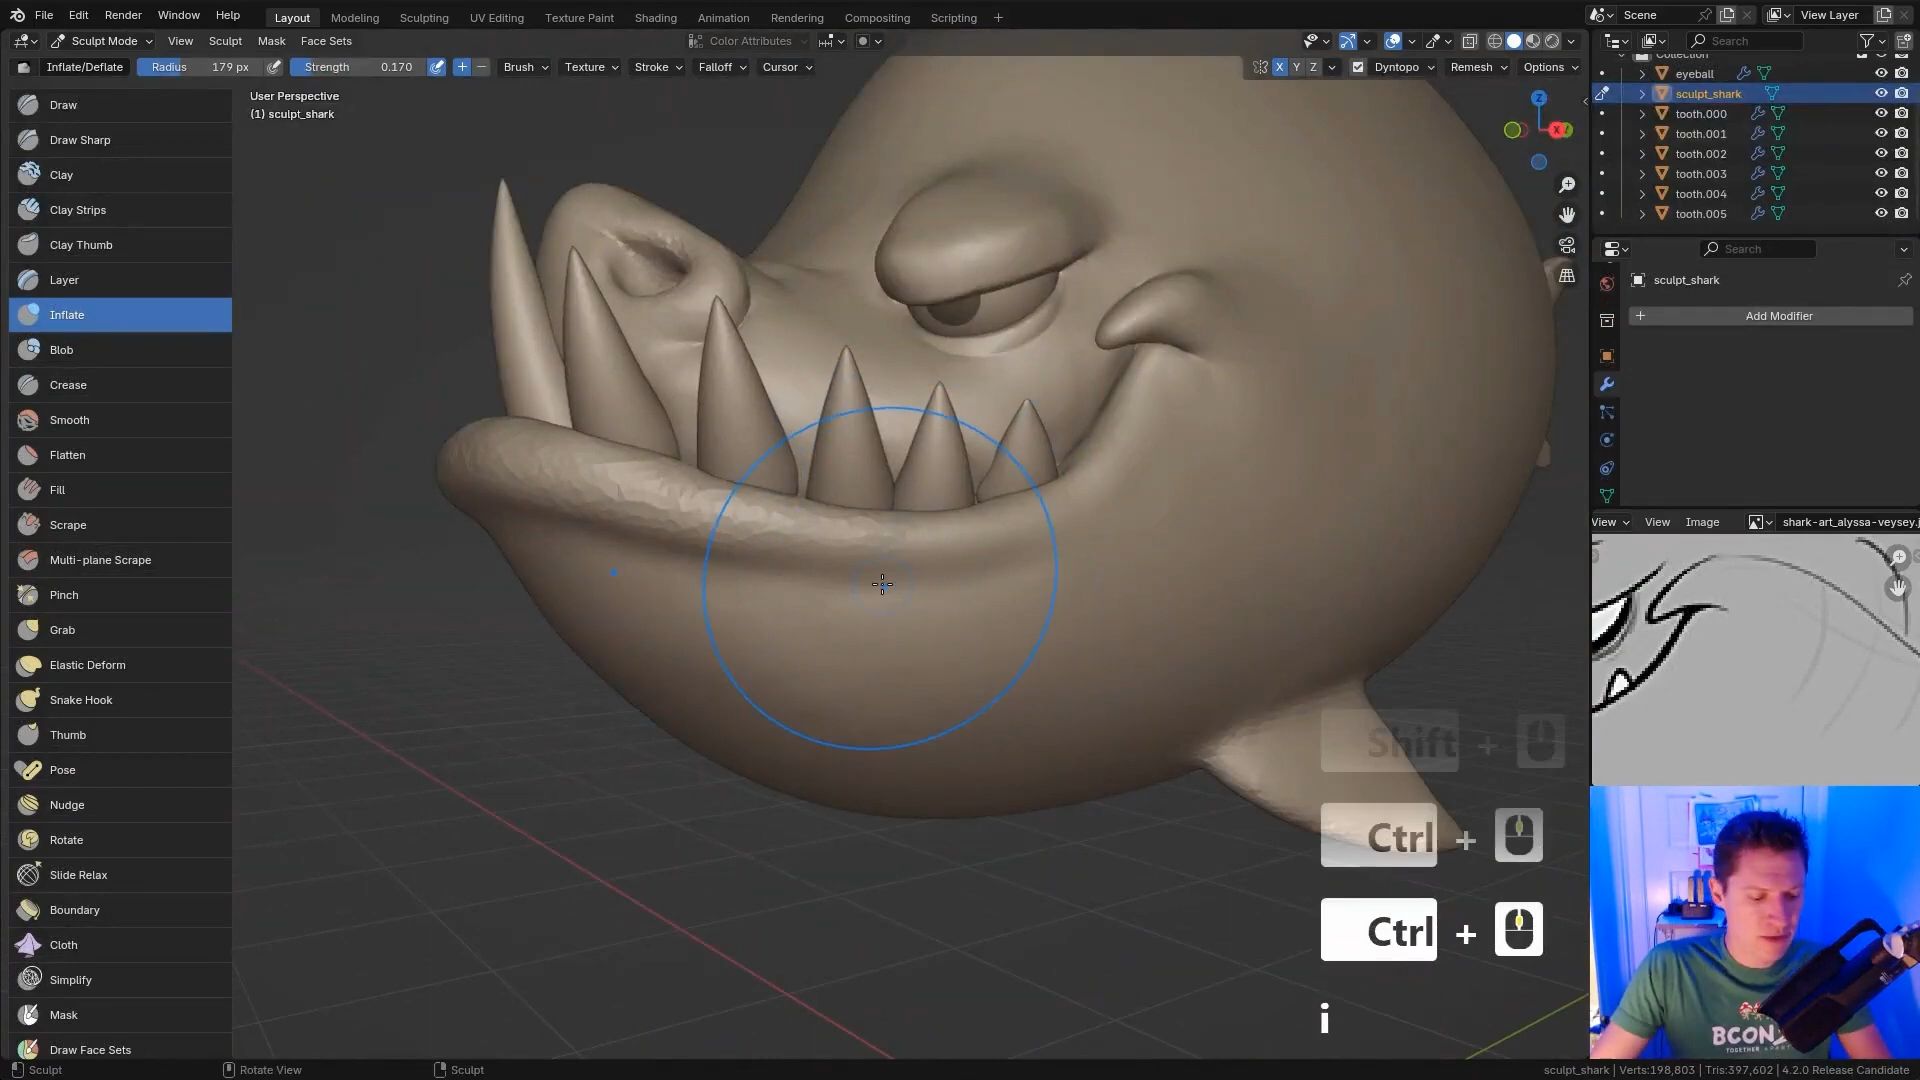 File Edit Render Window Help Layout Modeling Sculpting UV Editing Texture Paint Shading Animation Rendering Compositing Scripting + Scene View Layer
Sculpt Mode View Sculpt Mask Face Sets Color Attributes Search
Inflate/Deflate Radius 179 px Strength 0.170 + − Brush Texture Stroke Falloff Cursor X Y Z Dyntopo Remesh Options
Collection
eyeball
sculpt_shark
tooth.000
tooth.001
tooth.002
tooth.003
tooth.004
tooth.005
Search
sculpt_shark
+ Add Modifier
View View Image shark-art_alyssa-veysey.j
User Perspective
(1) sculpt_shark
Z
X
Draw
Draw Sharp
Clay
Clay Strips
Clay Thumb
Layer
Inflate
Blob
Crease
Smooth
Flatten
Fill
Scrape
Multi-plane Scrape
Pinch
Grab
Elastic Deform
Snake Hook
Thumb
Pose
Nudge
Rotate
Slide Relax
Boundary
Cloth
Simplify
Mask
Draw Face Sets
Shift +
Ctrl +
Ctrl +
i
TOGETHER
Sculpt Rotate View Sculpt sculpt_shark | Verts:198,803 | Tris:397,602 | 4.2.0 Release Candidate